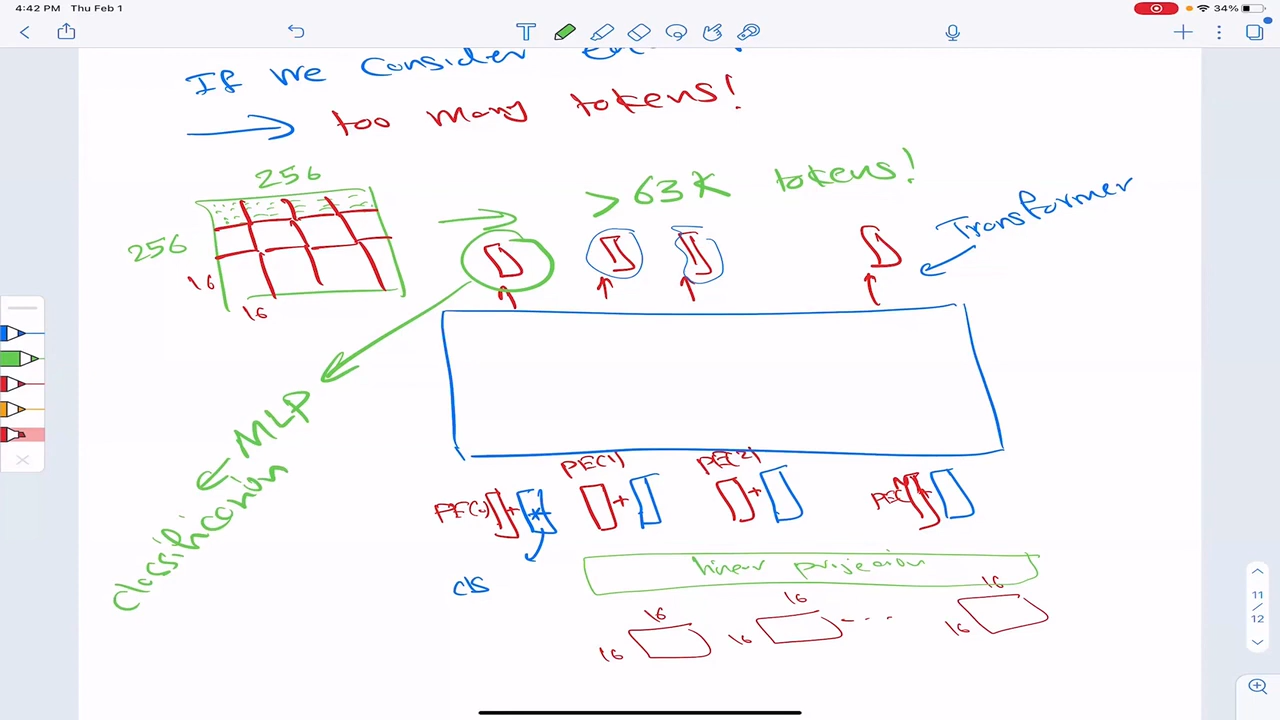 4:42 PM Thu Feb 1
34%
If we consider
too many tokens!
256
> 63K tokens!
Transformer
256
16
16
MLP
classification
PE(1)
PE(2)
PE(0) + *
+
+
PE(N) +
cls
linear projection
16
16
16
16
16
16
11
/
12